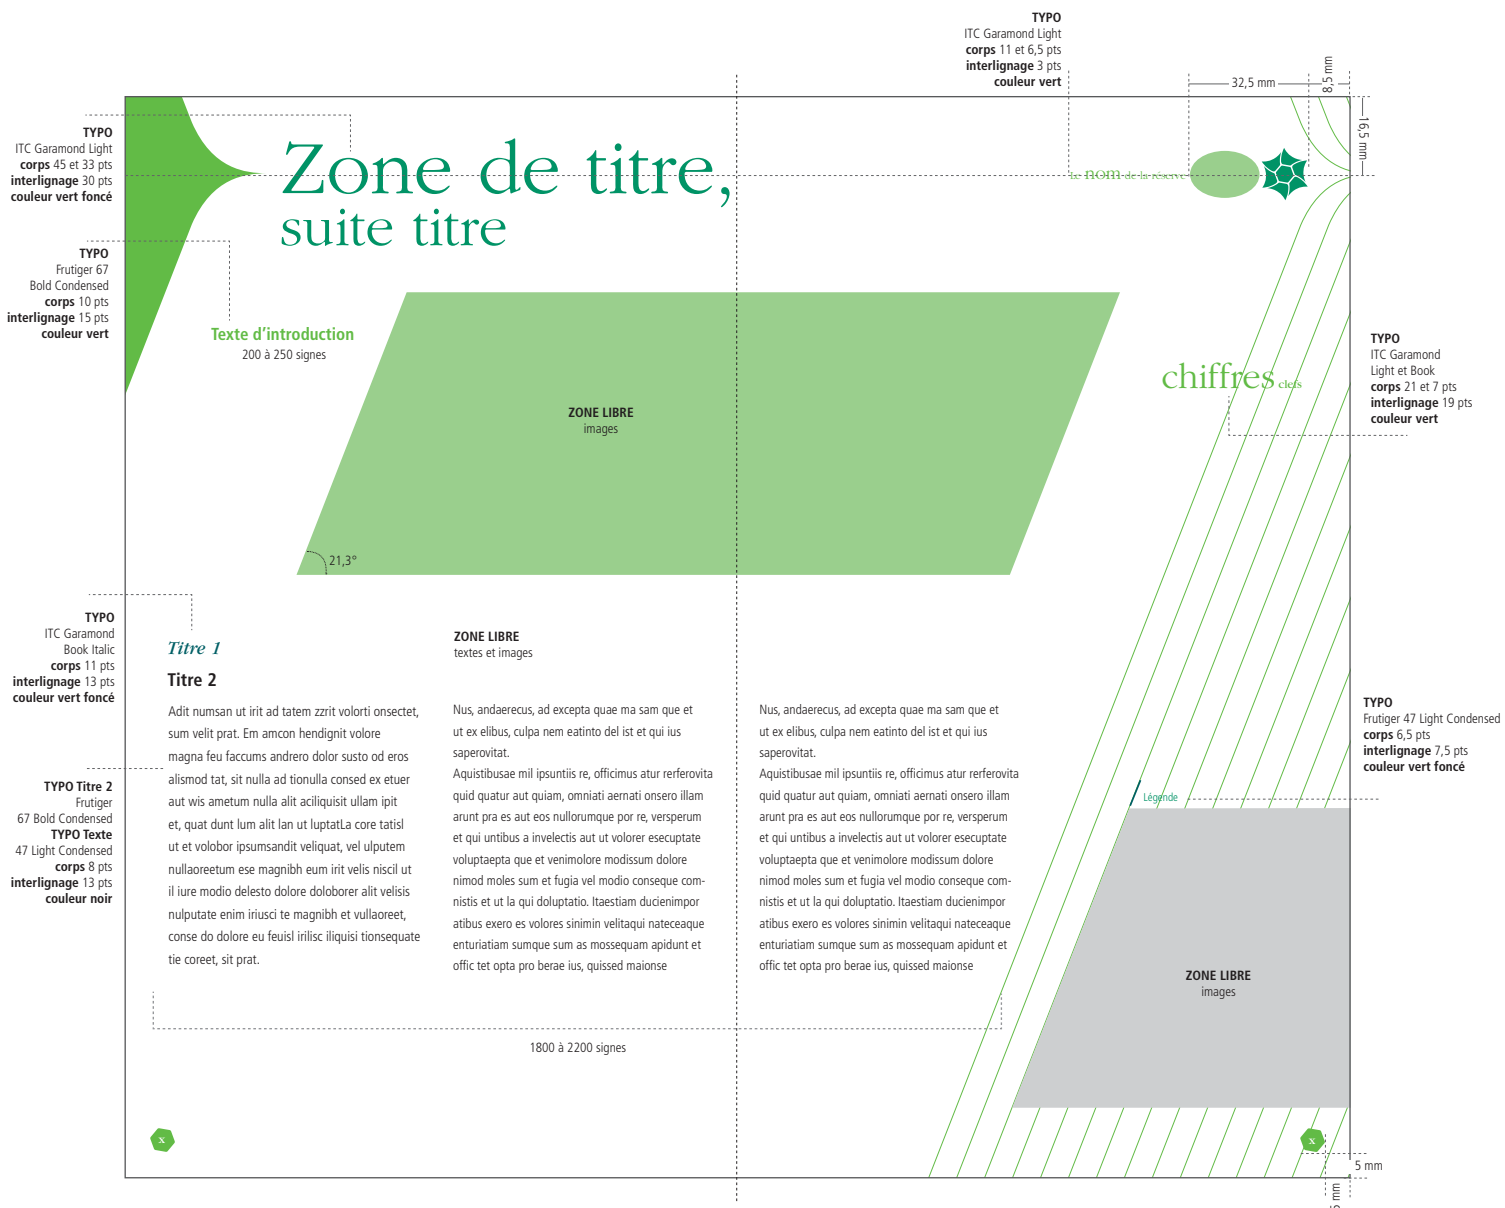 TYPO
ITC Garamond Light
corps 11 et 6,5 pts
interlignage 3 pts
couleur vert
32,5 mm
8,5 mm
16,5 mm
TYPO
ITC Garamond Light
corps 45 et 33 pts
interlignage 30 pts
couleur vert foncé
Zone de titre,
suite titre
Le nom de la réserve
TYPO
Frutiger 67
Bold Condensed
corps 10 pts
interlignage 15 pts
couleur vert
Texte d’introduction
200 à 250 signes
ZONE LIBRE
images
21,3°
chiffres clefs
TYPO
ITC Garamond
Light et Book
corps 21 et 7 pts
interlignage 19 pts
couleur vert
TYPO
ITC Garamond
Book Italic
corps 11 pts
interlignage 13 pts
couleur vert foncé
Titre 1
Titre 2
Adit numsan ut irit ad tatem zzrit volorti onsectet,
sum velit prat. Em amcon hendignit volore
magna feu faccums andrero dolor susto od eros
alismod tat, sit nulla ad tionulla consed ex etuer
aut wis ametum nulla alit aciliquisit ullam ipit
et, quat dunt lum alit lan ut luptatLa core tatisl
ut et volobor ipsumsandit veliquat, vel ulputem
nullaoreetum ese magnibh eum irit velis niscil ut
il iure modio delesto dolore doloborer alit velisis
nulputate enim iriusci te magnibh et vullaoreet,
conse do dolore eu feuisl irilisc iliquisi tionsequate
tie coreet, sit prat.
TYPO Titre 2
Frutiger
67 Bold Condensed
TYPO Texte
47 Light Condensed
corps 8 pts
interlignage 13 pts
couleur noir
ZONE LIBRE
textes et images
Nus, andaerecus, ad excepta quae ma sam que et
ut ex elibus, culpa nem eatinto del ist et qui ius
saperovitat.
Aquistibusae mil ipsuntiis re, officimus atur rerferovita
quid quatur aut quiam, omniati aernati onsero illam
arunt pra es aut eos nullorumque por re, versperum
et qui untibus a invelectis aut ut volorer esecuptate
voluptaepta que et venimolore modissum dolore
nimod moles sum et fugia vel modio conseque com-
nistis et ut la qui doluptatio. Itaestiam ducienimpor
atibus exero es volores sinimin velitaqui nateceaque
enturiatiam sumque sum as mossequam apidunt et
offic tet opta pro berae ius, quissed maionse
Nus, andaerecus, ad excepta quae ma sam que et
ut ex elibus, culpa nem eatinto del ist et qui ius
saperovitat.
Aquistibusae mil ipsuntiis re, officimus atur rerferovita
quid quatur aut quiam, omniati aernati onsero illam
arunt pra es aut eos nullorumque por re, versperum
et qui untibus a invelectis aut ut volorer esecuptate
voluptaepta que et venimolore modissum dolore
nimod moles sum et fugia vel modio conseque com-
nistis et ut la qui doluptatio. Itaestiam ducienimpor
atibus exero es volores sinimin velitaqui nateceaque
enturiatiam sumque sum as mossequam apidunt et
offic tet opta pro berae ius, quissed maionse
1800 à 2200 signes
TYPO
Frutiger 47 Light Condensed
corps 6,5 pts
interlignage 7,5 pts
couleur vert foncé
Légende
ZONE LIBRE
images
x
x
5 mm
mm